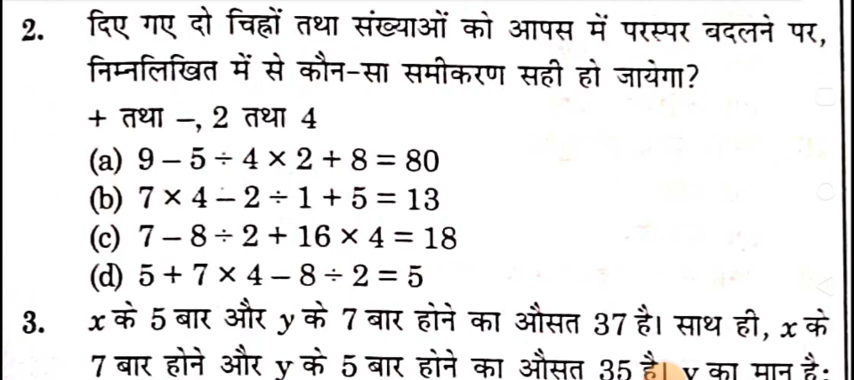 2. दिए गए दो चिह्नों तथा संख्याओं को आपस में परस्पर बदलने पर,
निम्नलिखित में से कौन-सा समीकरण सही हो जायेगा?
+ तथा −, 2 तथा 4
(a) 9 − 5 ÷ 4 × 2 + 8 = 80
(b) 7 × 4 − 2 ÷ 1 + 5 = 13
(c) 7 − 8 ÷ 2 + 16 × 4 = 18
(d) 5 + 7 × 4 − 8 ÷ 2 = 5
3. x के 5 बार और y के 7 बार होने का औसत 37 है। साथ ही, x के
7 बार होने और y के 5 बार होने का औसत 35 है। y का मान है: